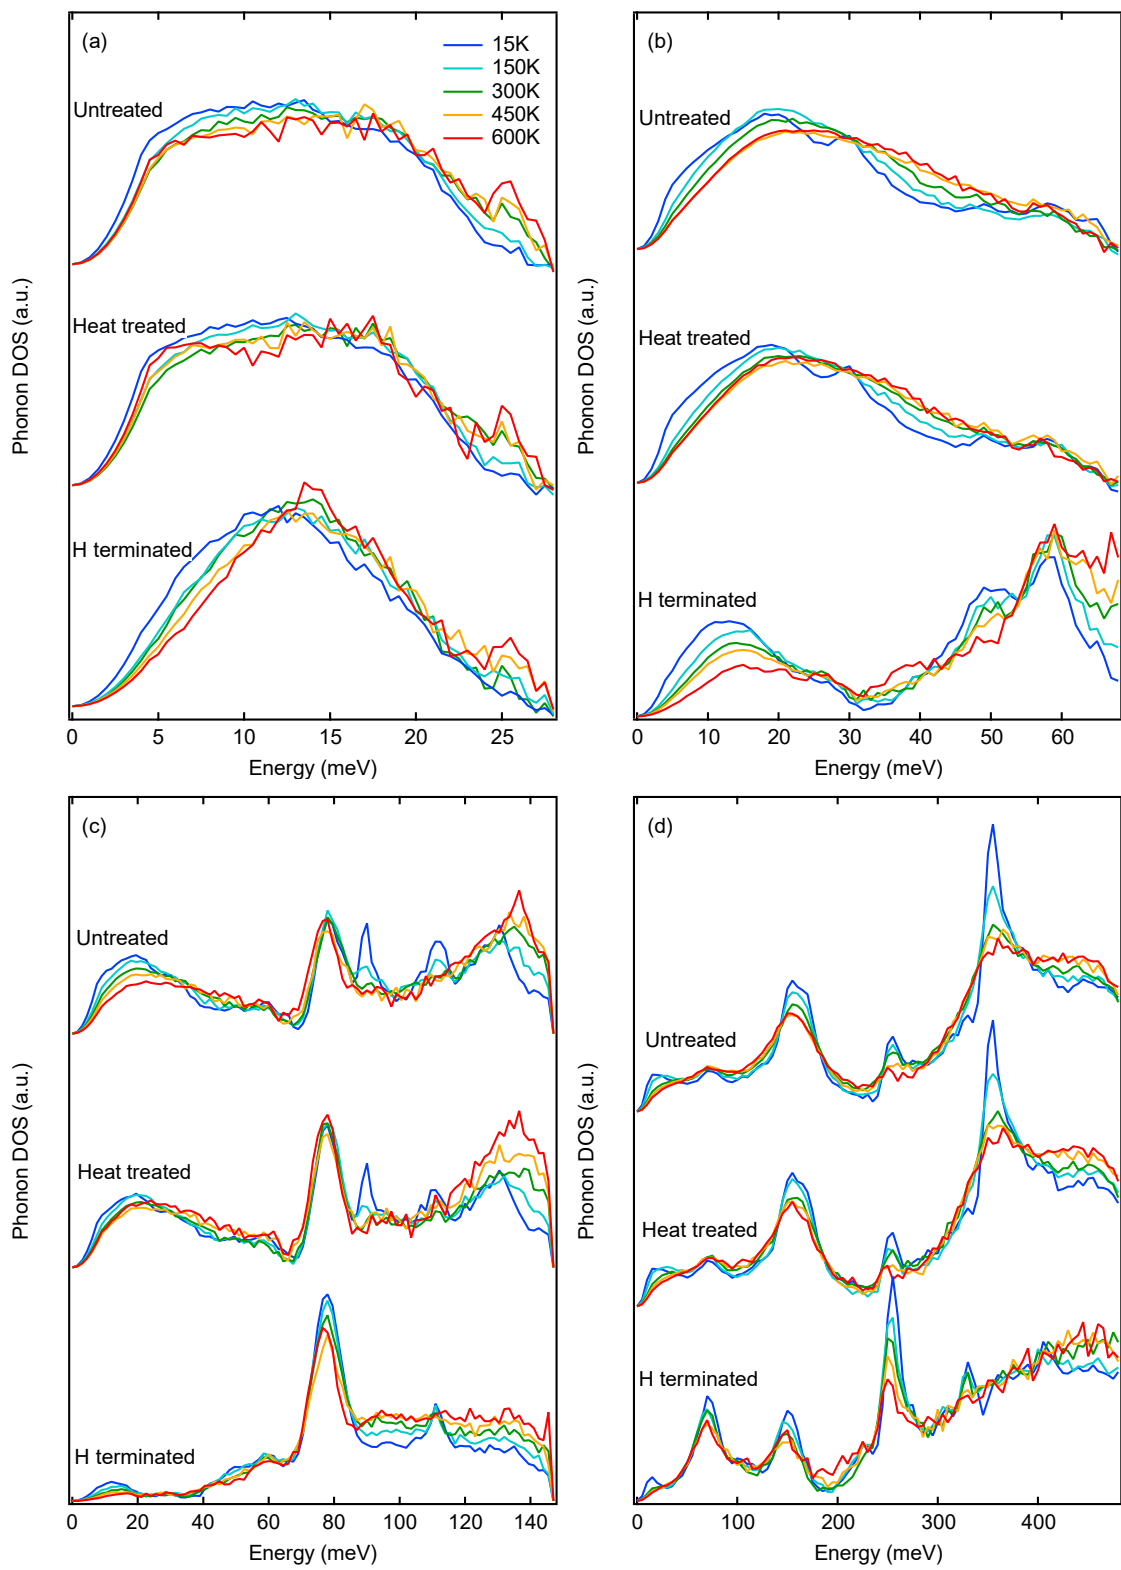 (a)
15K
150K
300K
450K
600K
Untreated
Heat treated
H terminated
Phonon DOS (a.u.)
0 5 10 15 20 25
Energy (meV)
(b)
Untreated
Heat treated
H terminated
Phonon DOS (a.u.)
0 10 20 30 40 50 60
Energy (meV)
(c)
Untreated
Heat treated
H terminated
Phonon DOS (a.u.)
0 20 40 60 80 100 120 140
Energy (meV)
(d)
Untreated
Heat treated
H terminated
Phonon DOS (a.u.)
0 100 200 300 400
Energy (meV)